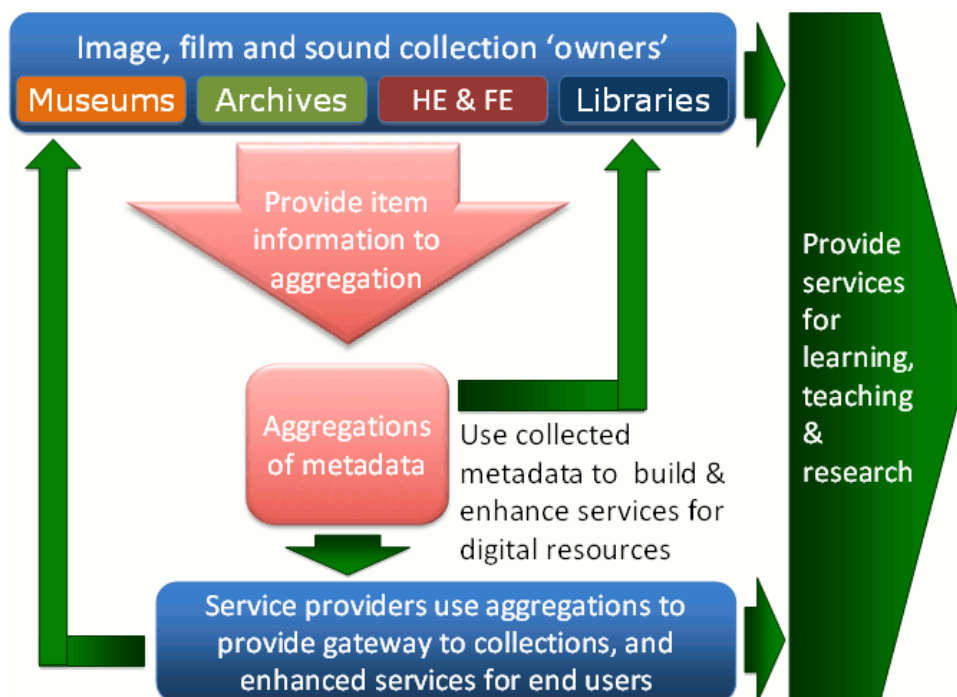 Image, film and sound collection ‘owners’
Museums
Archives
HE & FE
Libraries
Provide item
information to
aggregation
Provide
services
for
learning,
teaching
&
research
Aggregations
of metadata
Use collected
metadata to build &
enhance services for
digital resources
Service providers use aggregations to
provide gateway to collections, and
enhanced services for end users